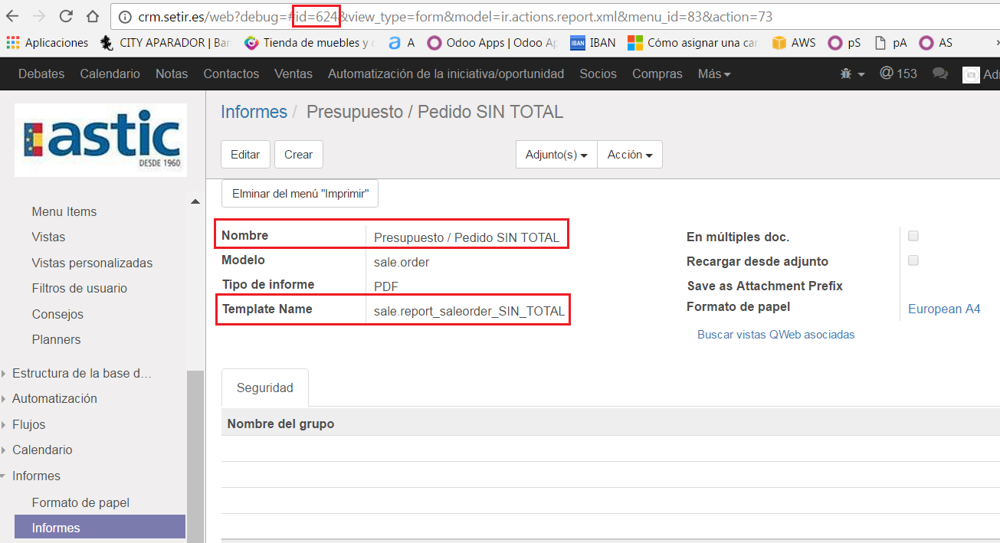 crm.setir.es/web?debug=#id=624&view_type=form&model=ir.actions.report.xml&menu_id=83&action=73
Aplicaciones CITY APARADOR | Bar Tienda de muebles y A Odoo Apps | Odoo Ap IBAN IBAN Cómo asignar una car AWS pS pA AS
Debates Calendario Notas Contactos Ventas Automatización de la iniciativa/oportunidad Socios Compras Más @ 153 Adr
astic
DESDE 1960
Informes / Presupuesto / Pedido SIN TOTAL
Editar Crear Adjunto(s) Acción
Elminar del menú "Imprimir"
Menu Items
Vistas
Vistas personalizadas
Filtros de usuario
Consejos
Planners
Estructura de la base d...
Automatización
Flujos
Calendario
Informes
Formato de papel
Informes
Nombre Presupuesto / Pedido SIN TOTAL
Modelo sale.order
Tipo de informe PDF
Template Name sale.report_saleorder_SIN_TOTAL
En múltiples doc.
Recargar desde adjunto
Save as Attachment Prefix
Formato de papel European A4
Buscar vistas QWeb asociadas
Seguridad
Nombre del grupo